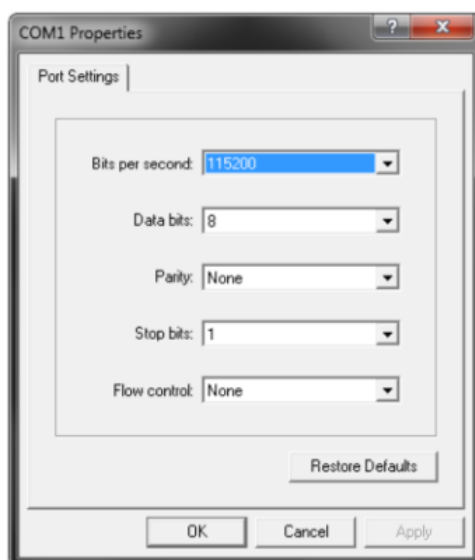 COM1 Properties
Port Settings
Bits per second: 115200
Data bits: 8
Parity: None
Stop bits: 1
Flow control: None
Restore Defaults
OK Cancel Apply